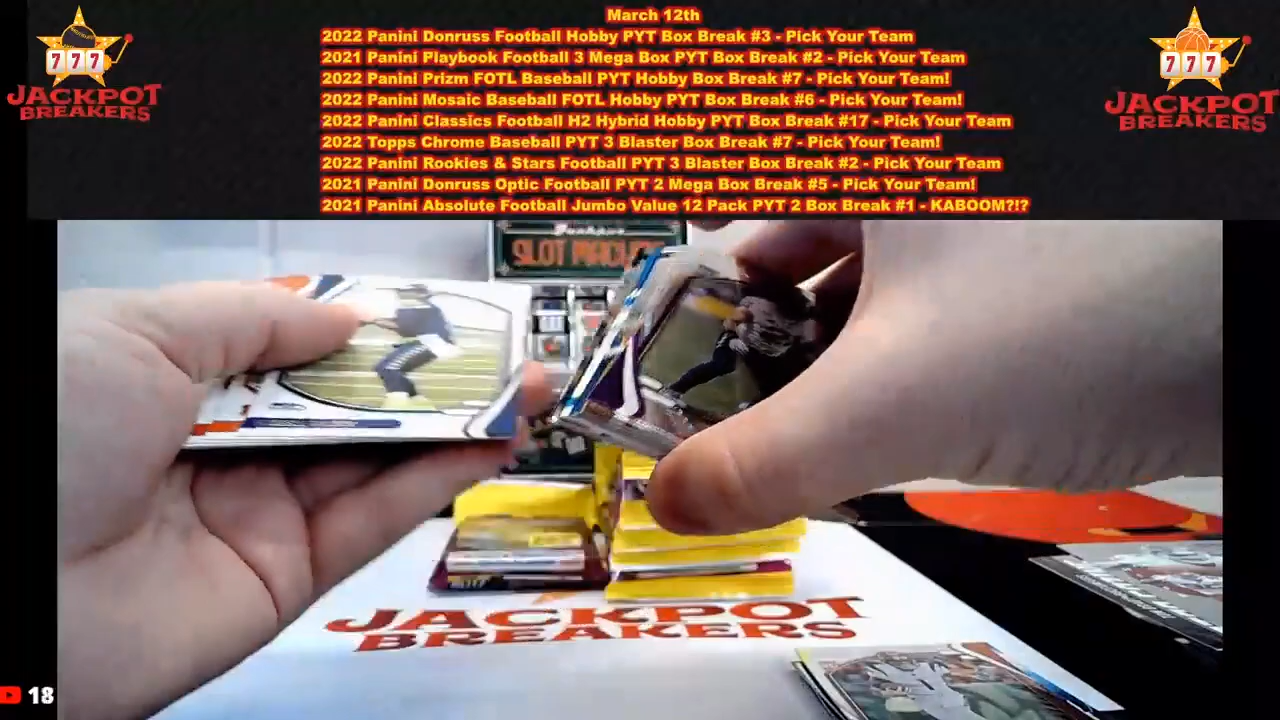 March 12th
2022 Panini Donruss Football Hobby PYT Box Break #3 - Pick Your Team
2021 Panini Playbook Football 3 Mega Box PYT Box Break #2 - Pick Your Team
2022 Panini Prizm FOTL Baseball PYT Hobby Box Break #7 - Pick Your Team!
2022 Panini Mosaic Baseball FOTL Hobby PYT Box Break #6 - Pick Your Team!
2022 Panini Classics Football H2 Hybrid Hobby PYT Box Break #17 - Pick Your Team
2022 Topps Chrome Baseball PYT 3 Blaster Box Break #7 - Pick Your Team!
2022 Panini Rookies & Stars Football PYT 3 Blaster Box Break #2 - Pick Your Team
2021 Panini Donruss Optic Football PYT 2 Mega Box Break #5 - Pick Your Team!
2021 Panini Absolute Football Jumbo Value 12 Pack PYT 2 Box Break #1 - KABOOM?!?
777
JACKPOT
BREAKERS
777
JACKPOT
BREAKERS
SLOT MACHINE
JACKPOT
BREAKERS
18